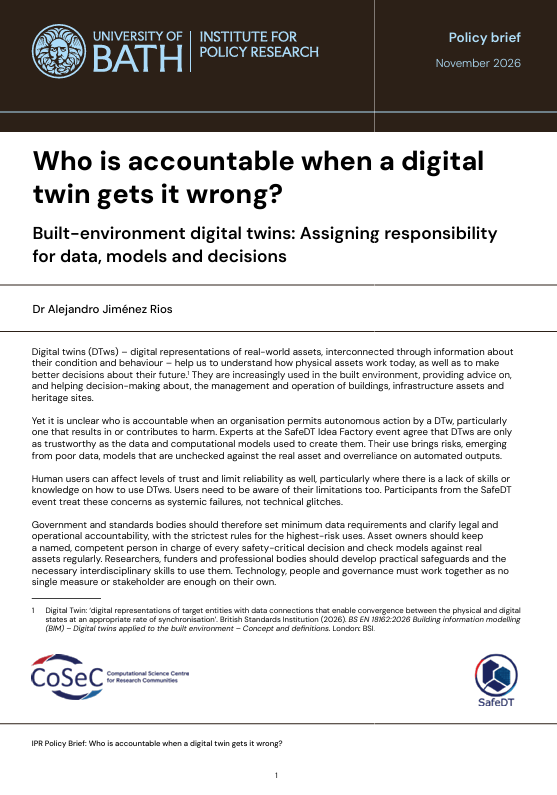 UNIVERSITY OF
BATH
INSTITUTE FOR
POLICY RESEARCH
Policy brief
November 2026
Who is accountable when a digital
twin gets it wrong?
Built-environment digital twins: Assigning responsibility
for data, models and decisions
Dr Alejandro Jiménez Rios
Digital twins (DTws) – digital representations of real-world assets, interconnected through information about
their condition and behaviour – help us to understand how physical assets work today, as well as to make
better decisions about their future.¹ They are increasingly used in the built environment, providing advice on,
and helping decision-making about, the management and operation of buildings, infrastructure assets and
heritage sites.
Yet it is unclear who is accountable when an organisation permits autonomous action by a DTw, particularly
one that results in or contributes to harm. Experts at the SafeDT Idea Factory event agree that DTws are only
as trustworthy as the data and computational models used to create them. Their use brings risks, emerging
from poor data, models that are unchecked against the real asset and overreliance on automated outputs.
Human users can affect levels of trust and limit reliability as well, particularly where there is a lack of skills or
knowledge on how to use DTws. Users need to be aware of their limitations too. Participants from the SafeDT
event treat these concerns as systemic failures, not technical glitches.
Government and standards bodies should therefore set minimum data requirements and clarify legal and
operational accountability, with the strictest rules for the highest-risk uses. Asset owners should keep
a named, competent person in charge of every safety-critical decision and check models against real
assets regularly. Researchers, funders and professional bodies should develop practical safeguards and the
necessary interdisciplinary skills to use them. Technology, people and governance must work together as no
single measure or stakeholder are enough on their own.
1 Digital Twin: ‘digital representations of target entities with data connections that enable convergence between the physical and digital
states at an appropriate rate of synchronisation’. British Standards Institution (2026). BS EN 18162:2026 Building information modelling
(BIM) – Digital twins applied to the built environment – Concept and definitions. London: BSI.
CoSeC
Computational Science Centre
for Research Communities
SafeDT
IPR Policy Brief: Who is accountable when a digital twin gets it wrong?
1